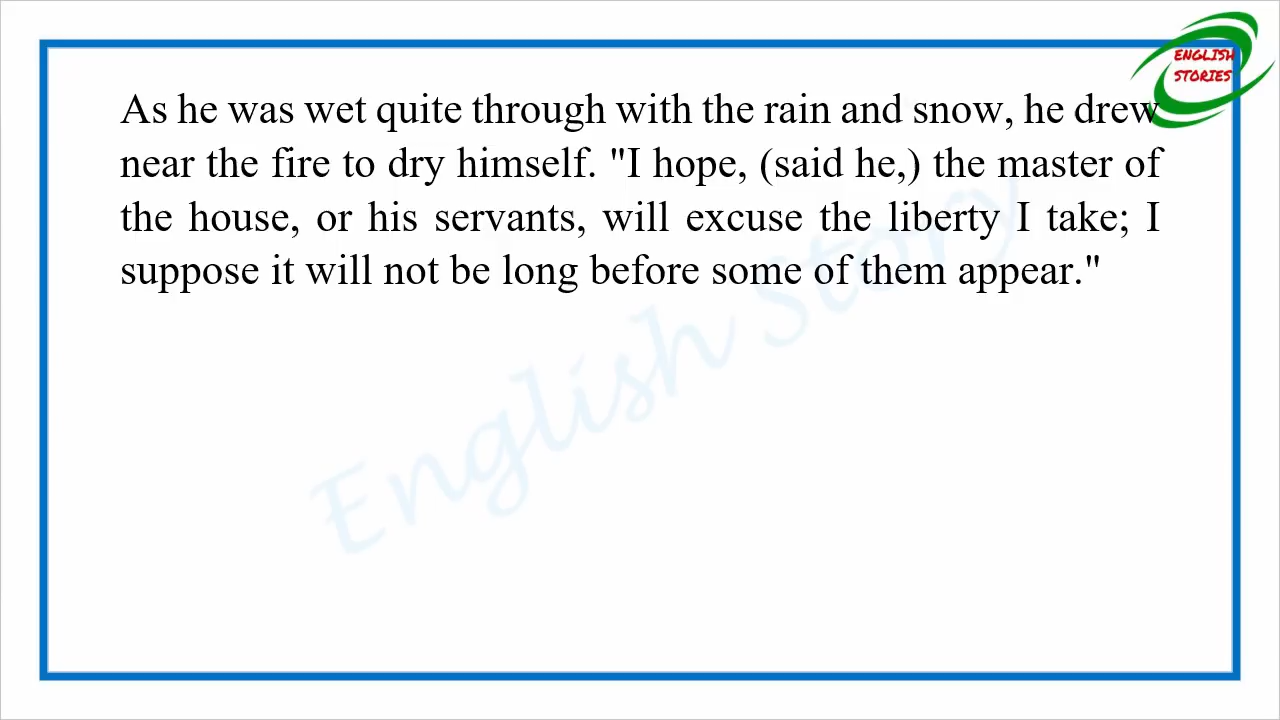 ENGLISH
STORIES
As he was wet quite through with the rain and snow, he drew
near the fire to dry himself. "I hope, (said he,) the master of
the house, or his servants, will excuse the liberty I take; I
suppose it will not be long before some of them appear."
English Story